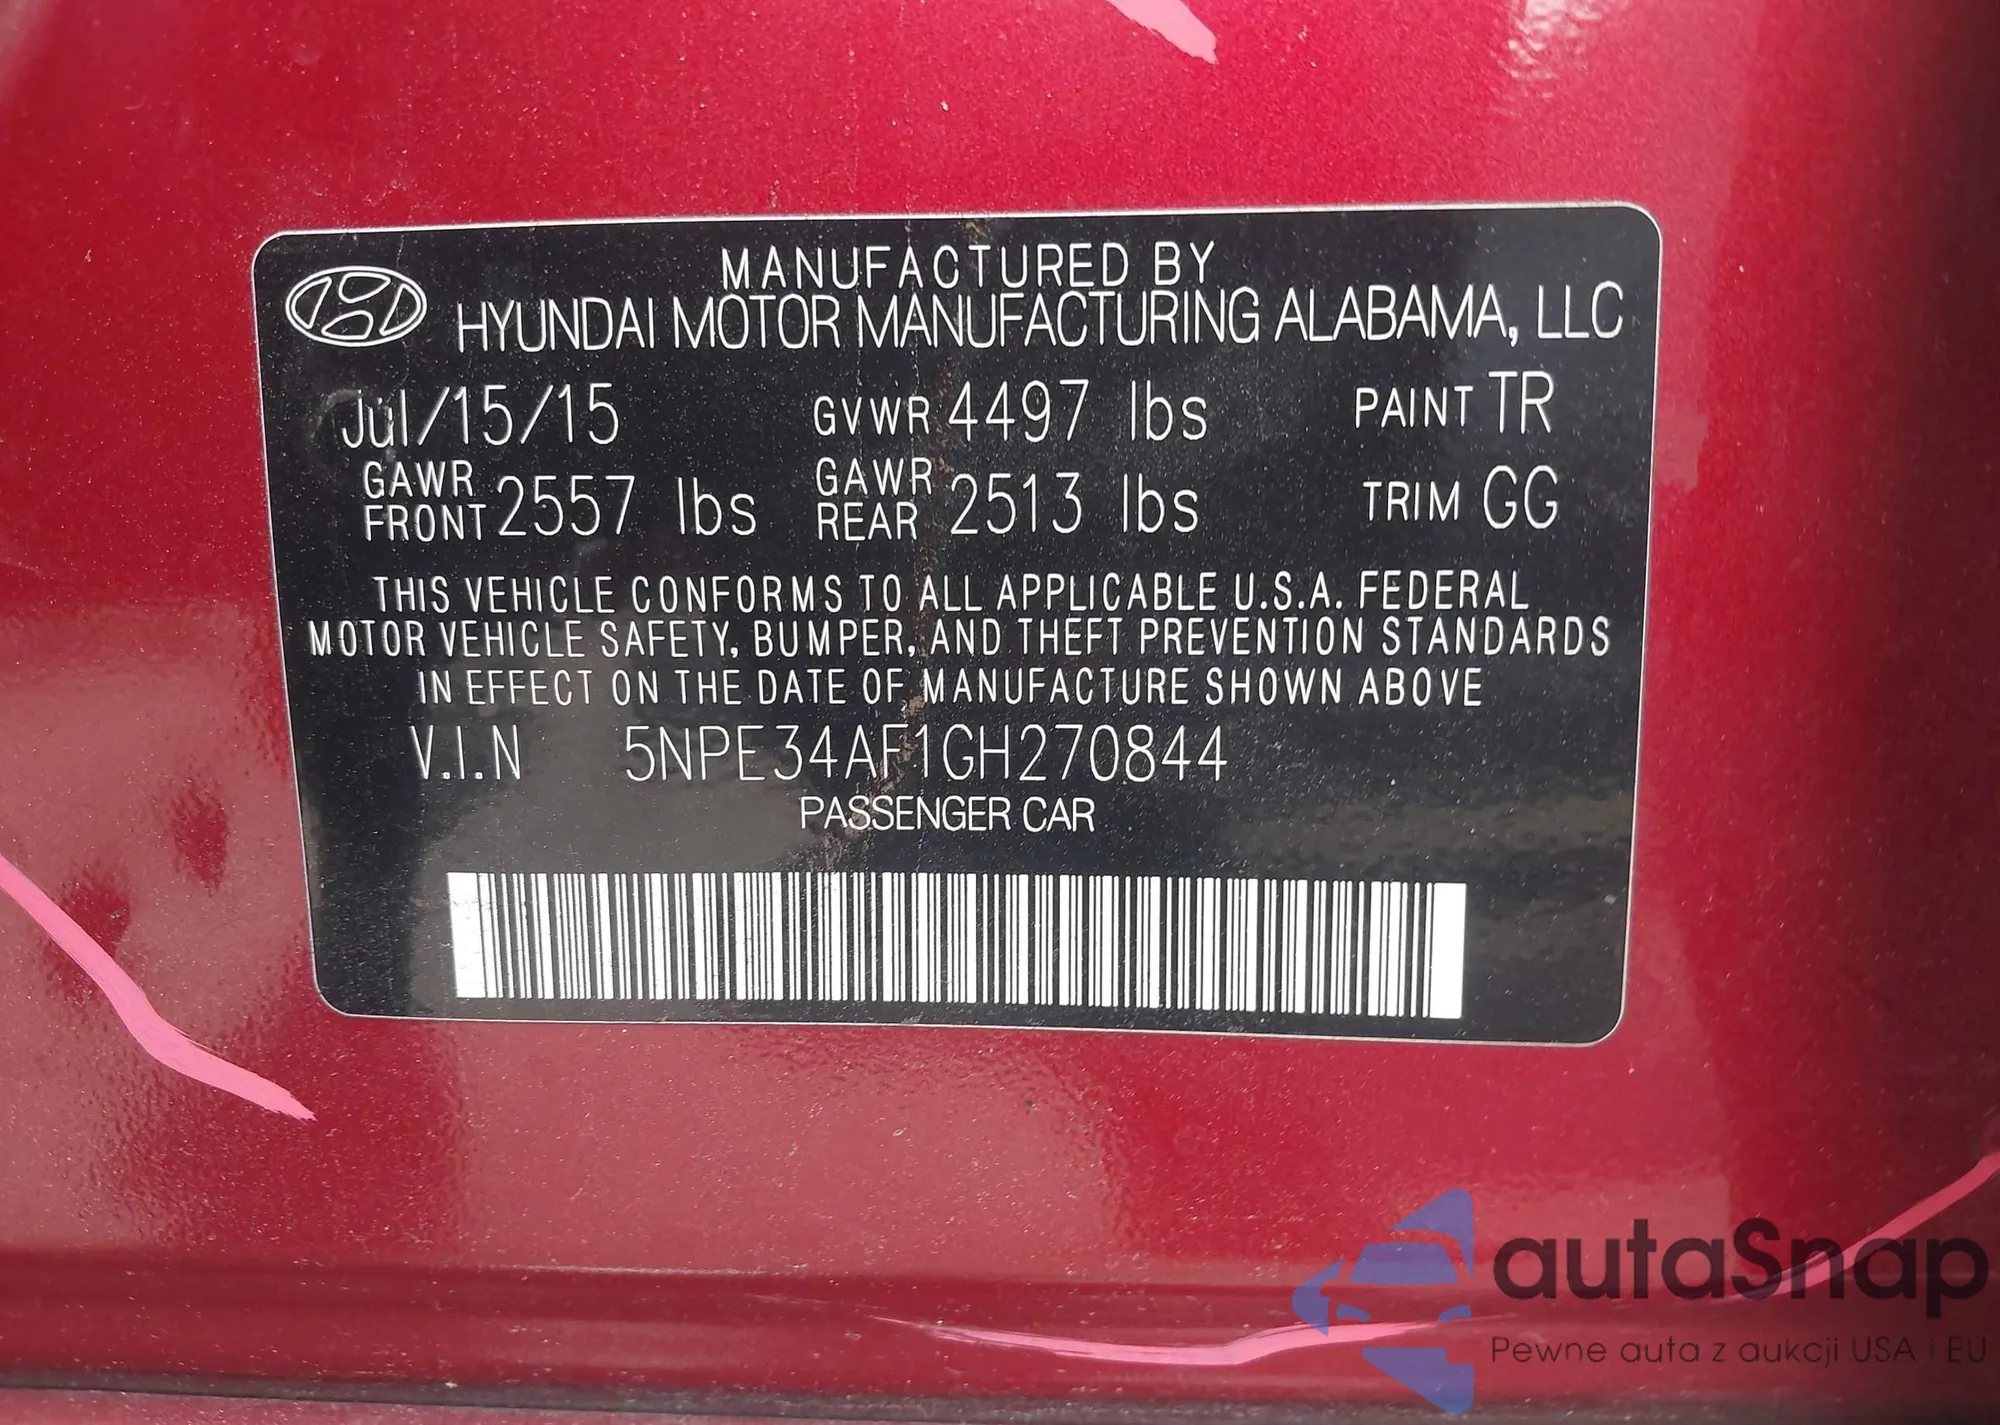 MANUFACTURED BY
HYUNDAI MOTOR MANUFACTURING ALABAMA, LLC
Jul/15/15 GVWR 4497 lbs PAINT TR
GAWR FRONT 2557 lbs GAWR REAR 2513 lbs TRIM GG
THIS VEHICLE CONFORMS TO ALL APPLICABLE U.S.A. FEDERAL
MOTOR VEHICLE SAFETY, BUMPER, AND THEFT PREVENTION STANDARDS
IN EFFECT ON THE DATE OF MANUFACTURE SHOWN ABOVE
V.I.N 5NPE34AF1GH270844
PASSENGER CAR
autaSnap
Pewne auta z aukcji USA i EU